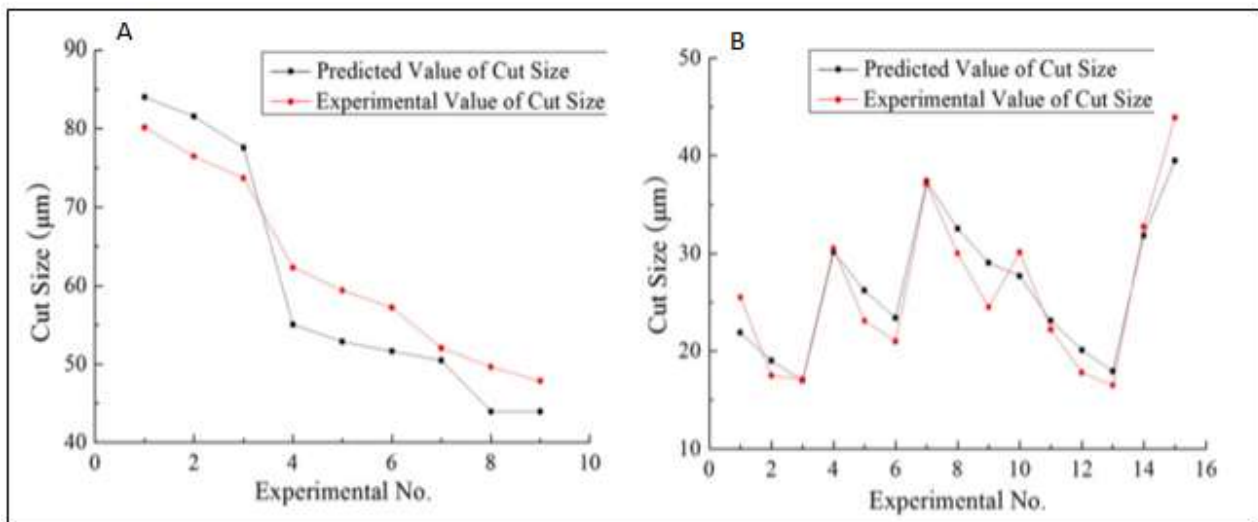 A
90
80
70
60
50
40
0 2 4 6 8 10
Cut Size (μm)
Experimental No.
Predicted Value of Cut Size
Experimental Value of Cut Size
B
50
40
30
20
10
0 2 4 6 8 10 12 14 16
Cut Size (μm)
Experimental No.
Predicted Value of Cut Size
Experimental Value of Cut Size